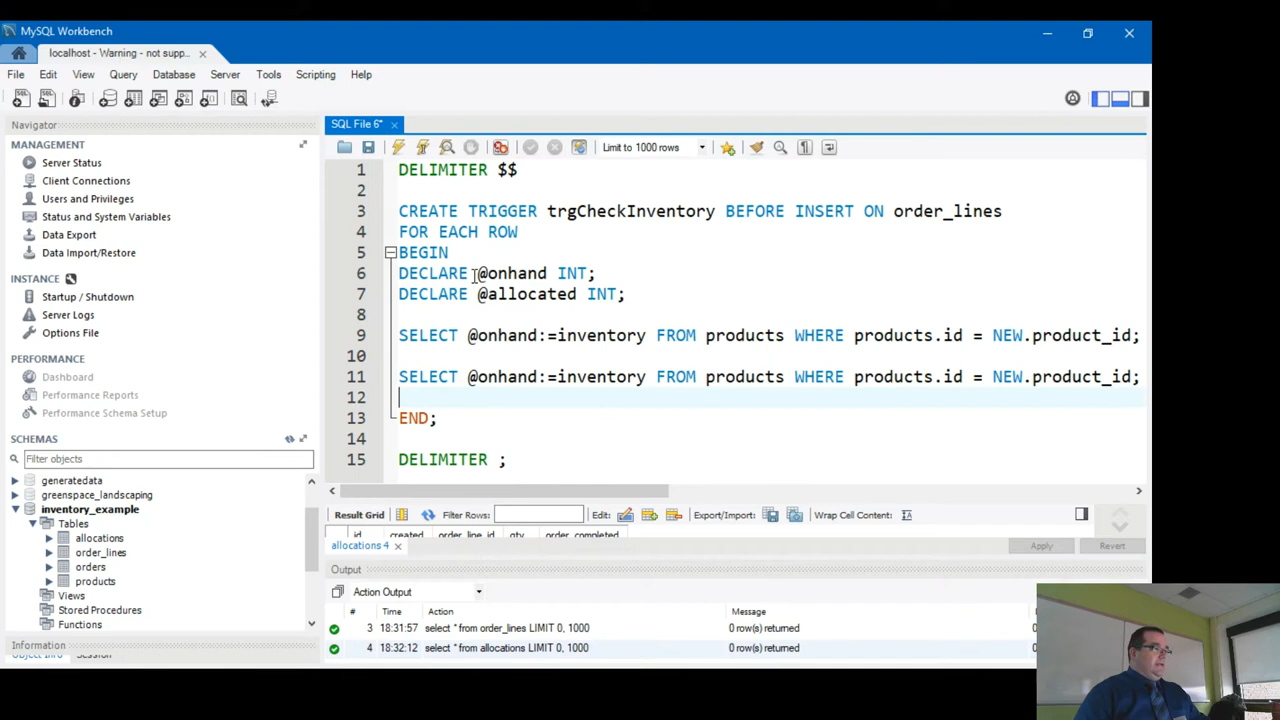 MySQL Workbench
localhost - Warning - not supp...
File Edit View Query Database Server Tools Scripting Help
Navigator
MANAGEMENT
Server Status
Client Connections
Users and Privileges
Status and System Variables
Data Export
Data Import/Restore
INSTANCE
Startup / Shutdown
Server Logs
Options File
PERFORMANCE
Dashboard
Performance Reports
Performance Schema Setup
SCHEMAS
Filter objects
generatedata
greenspace_landscaping
inventory_example
Tables
allocations
order_lines
orders
products
Views
Stored Procedures
Functions
Information
Object Info Session
SQL File 6*
Limit to 1000 rows
1 DELIMITER $$
2
3 CREATE TRIGGER trgCheckInventory BEFORE INSERT ON order_lines
4 FOR EACH ROW
5 BEGIN
6 DECLARE @onhand INT;
7 DECLARE @allocated INT;
8
9 SELECT @onhand:=inventory FROM products WHERE products.id = NEW.product_id;
10
11 SELECT @onhand:=inventory FROM products WHERE products.id = NEW.product_id;
12
13 END;
14
15 DELIMITER ;
Result Grid Filter Rows: Edit: Export/Import: Wrap Cell Content:
id created order_line_id qty order_completed
allocations 4 Apply Revert
Output
Action Output
# Time Action Message
3 18:31:57 select * from order_lines LIMIT 0, 1000 0 row(s) returned
4 18:32:12 select * from allocations LIMIT 0, 1000 0 row(s) returned